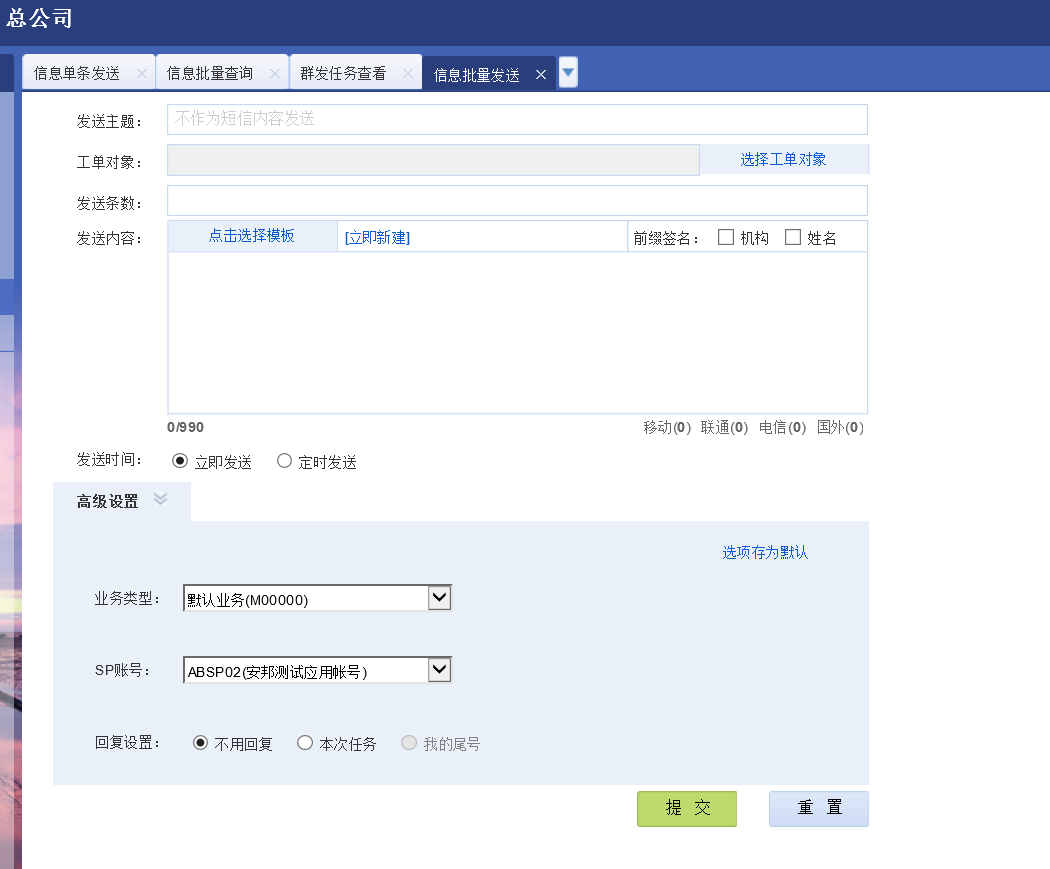 总公司
信息单条发送 信息批量查询 群发任务查看 信息批量发送
发送主题： 不作为短信内容发送
工单对象： 选择工单对象
发送条数：
发送内容： 点击选择模板 [立即新建] 前缀签名： 机构 姓名
0/990 移动(0) 联通(0) 电信(0) 国外(0)
发送时间： 立即发送 定时发送
高级设置
选项存为默认
业务类型： 默认业务(M00000)
SP账号： ABSP02(安邦测试应用帐号)
回复设置： 不用回复 本次任务 我的尾号
提 交 重 置